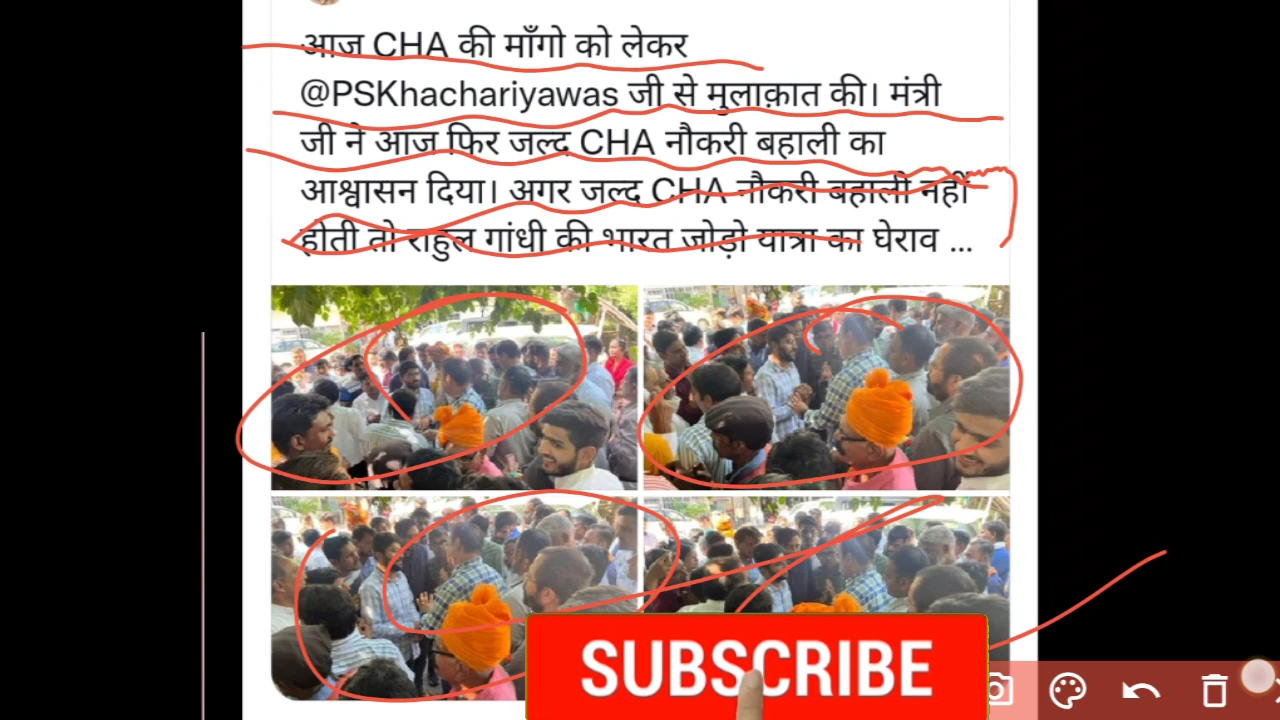 आज CHA की माँगो को लेकर
@PSKhachariyawas जी से मुलाक़ात की। मंत्री
जी ने आज फिर जल्द CHA नौकरी बहाली का
आश्वासन दिया। अगर जल्द CHA नौकरी बहाली नहीं
होती तो राहुल गांधी की भारत जोड़ो यात्रा का घेराव ...
SUBSCRIBE